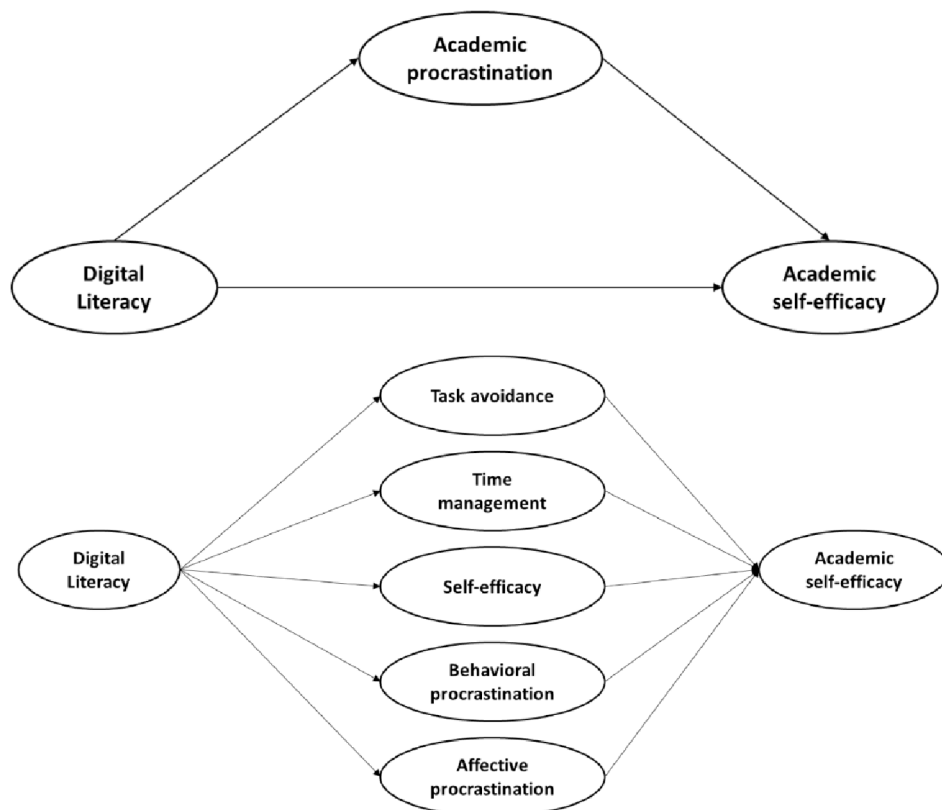 Academic
procrastination
Digital
Literacy
Academic
self-efficacy
Task avoidance
Time
management
Digital
Literacy
Self-efficacy
Academic
self-efficacy
Behavioral
procrastination
Affective
procrastination